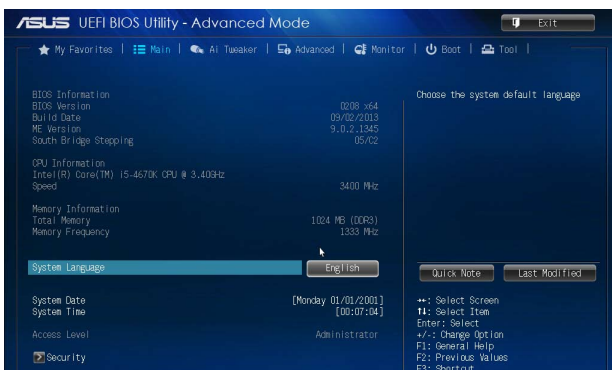 ASUS UEFI BIOS Utility - Advanced Mode
Exit
My Favorites | Main | Ai Tweaker | Advanced | Monitor | Boot | Tool |
BIOS Information
BIOS Version 0208 x64
Build Date 09/02/2013
ME Version 9.0.2.1345
South Bridge Stepping 05/C2
CPU Information
Intel(R) Core(TM) i5-4670K CPU @ 3.40GHz
Speed 3400 MHz
Memory Information
Total Memory 1024 MB (DDR3)
Memory Frequency 1333 MHz
System Language English
System Date [Monday 01/01/2001]
System Time [00:07:04]
Access Level Administrator
Security
Choose the system default language
Quick Note Last Modified
→←: Select Screen
↑↓: Select Item
Enter: Select
+/-: Change Option
F1: General Help
F2: Previous Values
F3: Shortcut